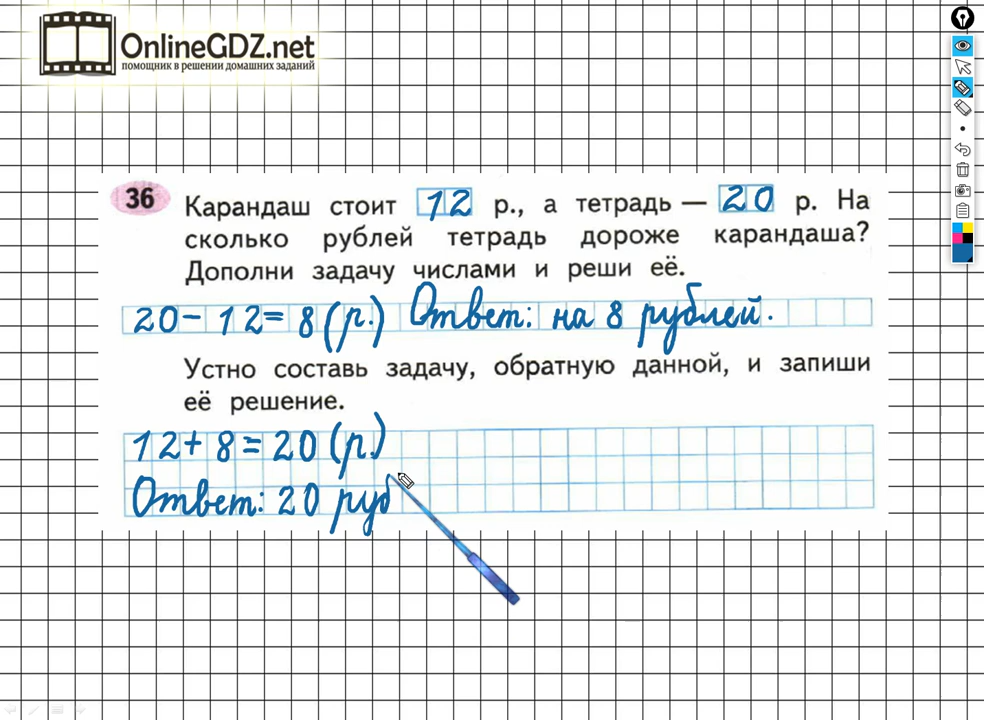 OnlineGDZ.net
помощник в решении домашних заданий
36 Карандаш стоит 12 р., а тетрадь — 20 р. На
сколько рублей тетрадь дороже карандаша?
Дополни задачу числами и реши её.
20 - 12 = 8 (р.) Ответ: на 8 рублей.
Устно составь задачу, обратную данной, и запиши
её решение.
12 + 8 = 20 (р.)
Ответ: 20 руб